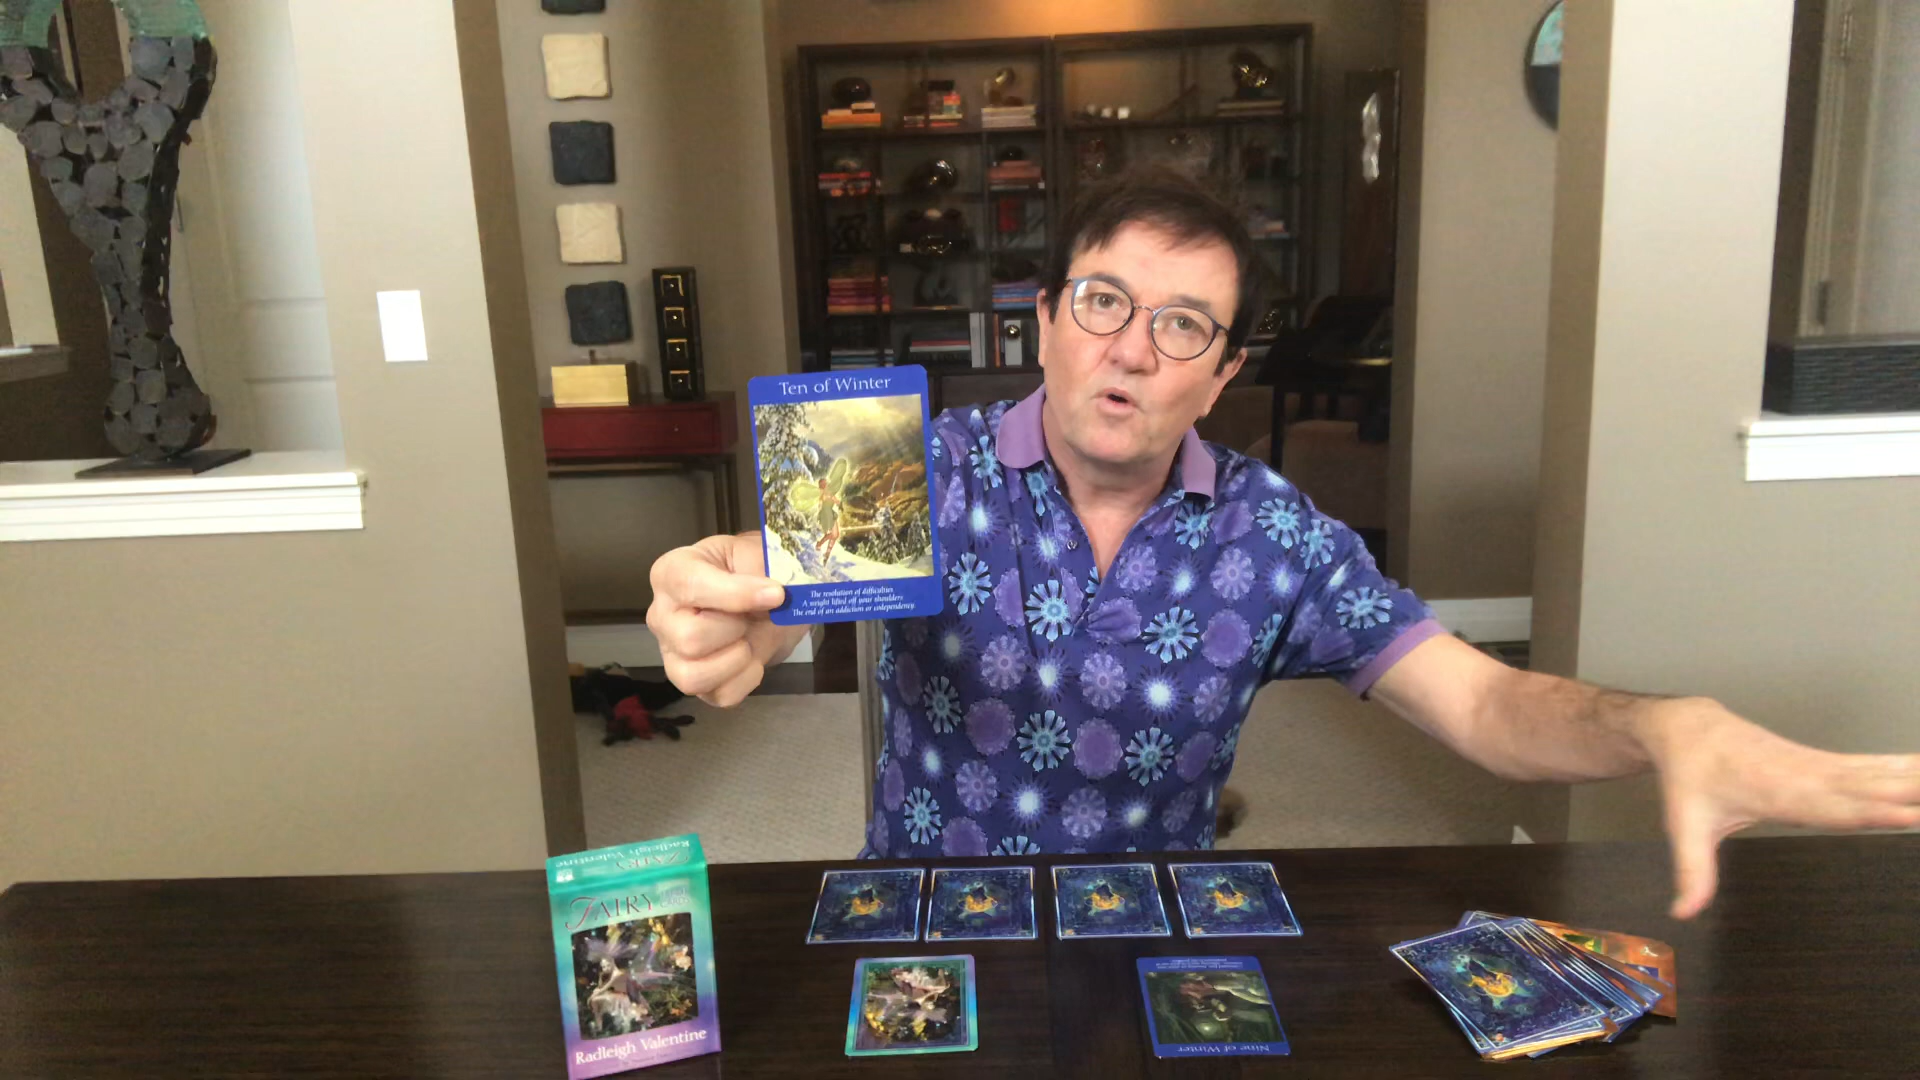 Ten of Winter
The resolution of difficulties.
A weight lifted off your shoulders.
The end of an addiction or codependency.
Radleigh Valentine
FAIRY
FAIRY
Radleigh Valentine
Nine of Winter